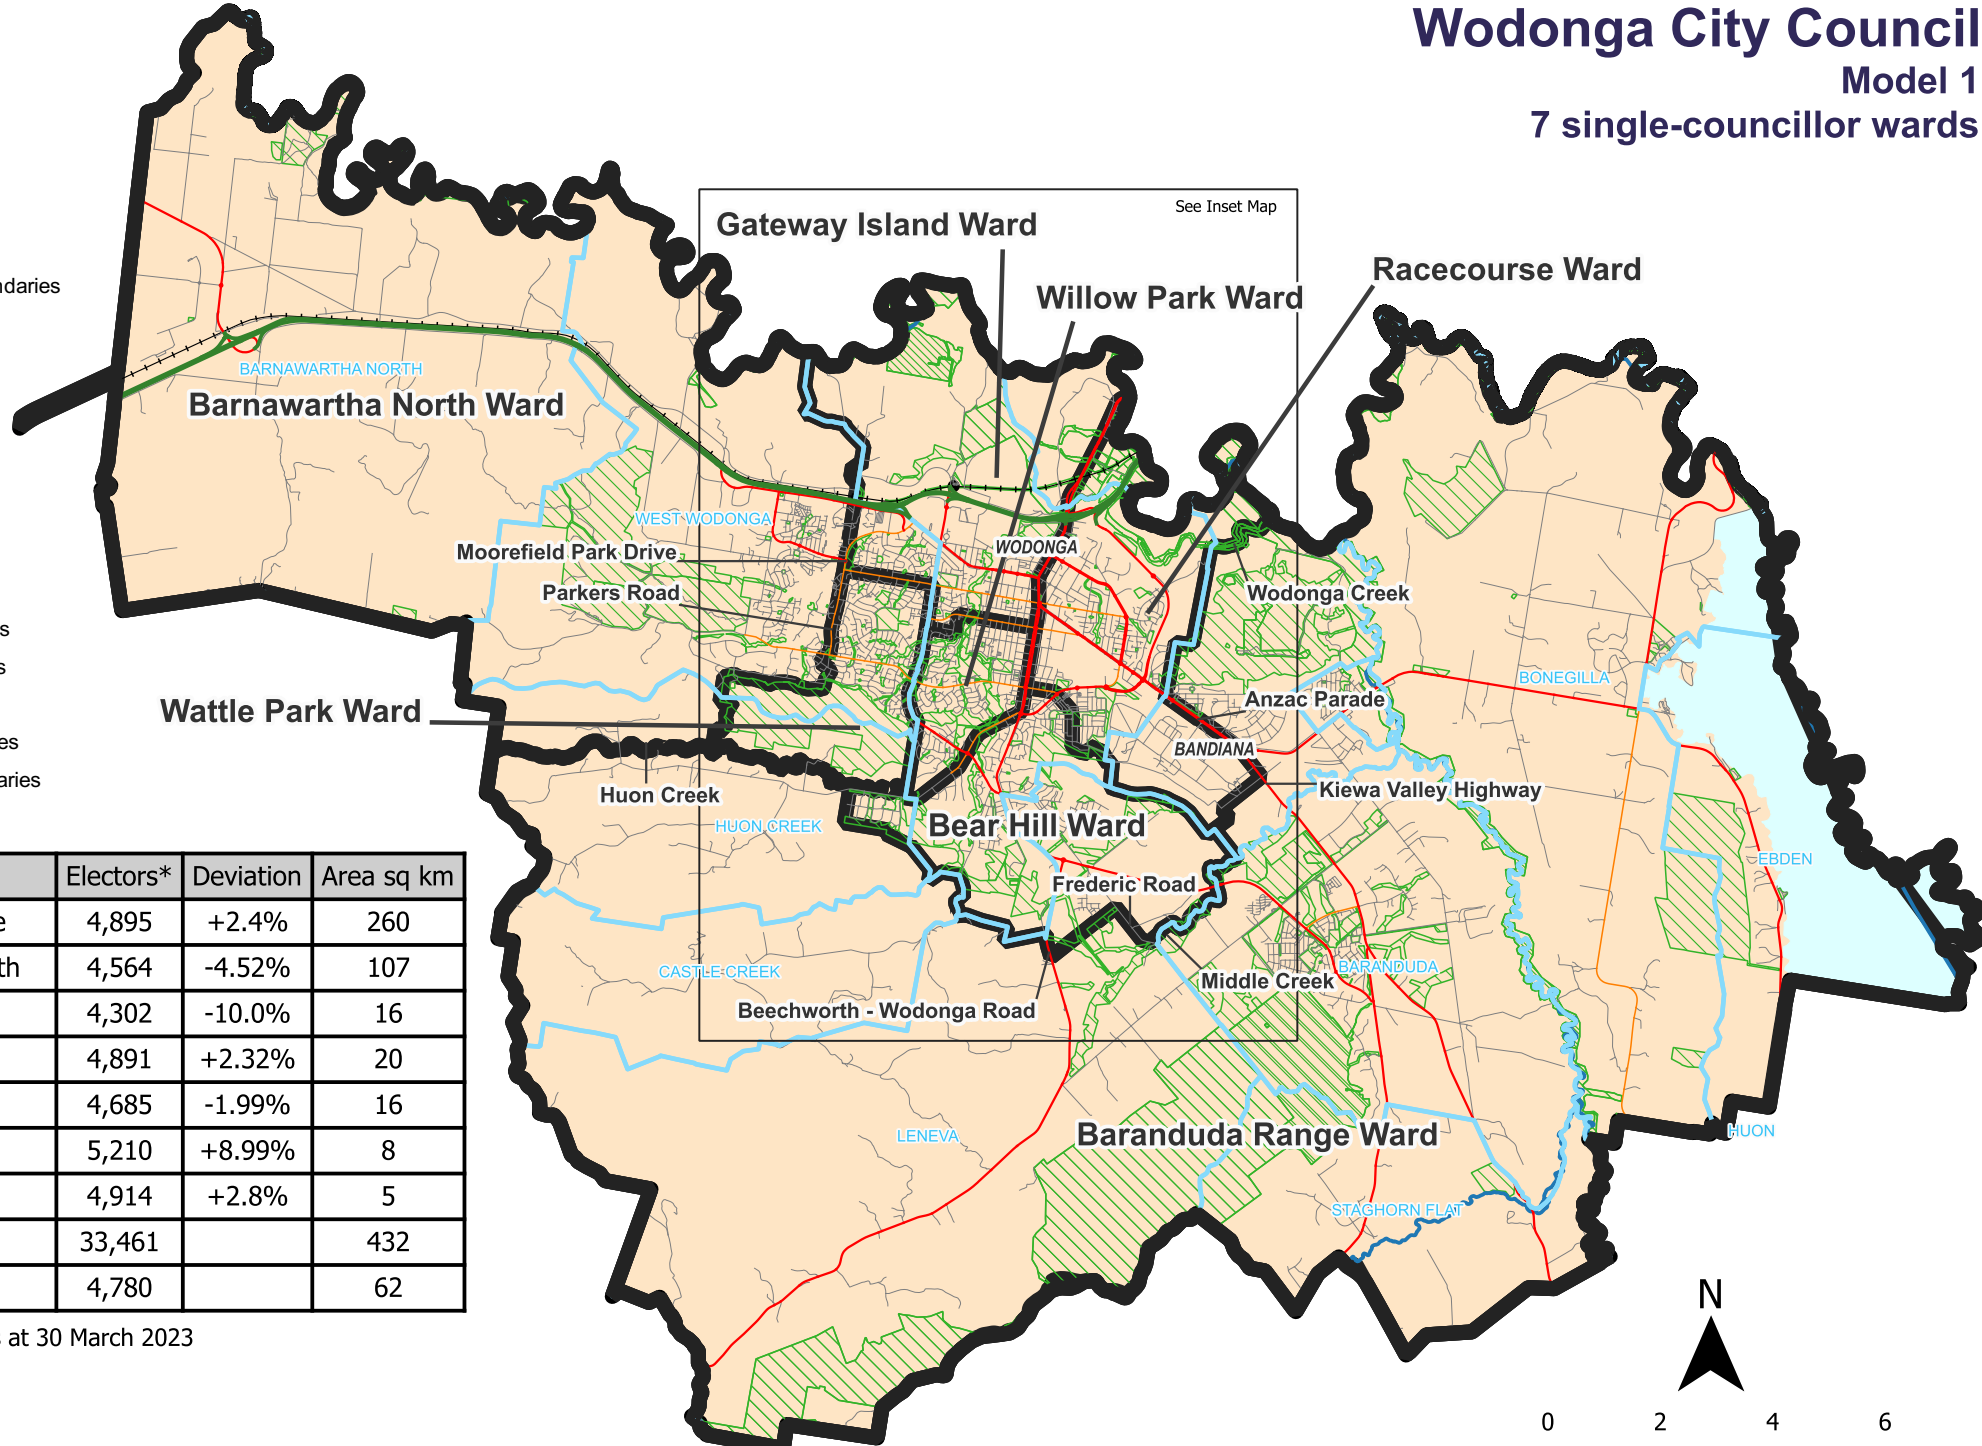 Wodonga City Council
Model 1
7 single-councillor wards
See Inset Map
Gateway Island Ward
Racecourse Ward
Willow Park Ward
ndaries
BARNAWARTHA NORTH
Barnawartha North Ward
WEST WODONGA
WODONGA
Moorefield Park Drive
Parkers Road
Wodonga Creek
s
s
BONEGILLA
Anzac Parade
Wattle Park Ward
es
BANDIANA
aries
Huon Creek
Kiewa Valley Highway
HUON CREEK
Bear Hill Ward
EBDEN
Frederic Road
CASTLE CREEK
BARANDUDA
Middle Creek
Beechworth - Wodonga Road
LENEVA
Baranduda Range Ward
HUON
STAGHORN FLAT
Electors* Deviation Area sq km
e 4,895 +2.4% 260
th 4,564 -4.52% 107
4,302 -10.0% 16
4,891 +2.32% 20
4,685 -1.99% 16
5,210 +8.99% 8
4,914 +2.8% 5
33,461 432
4,780 62
s at 30 March 2023
N
0 2 4 6